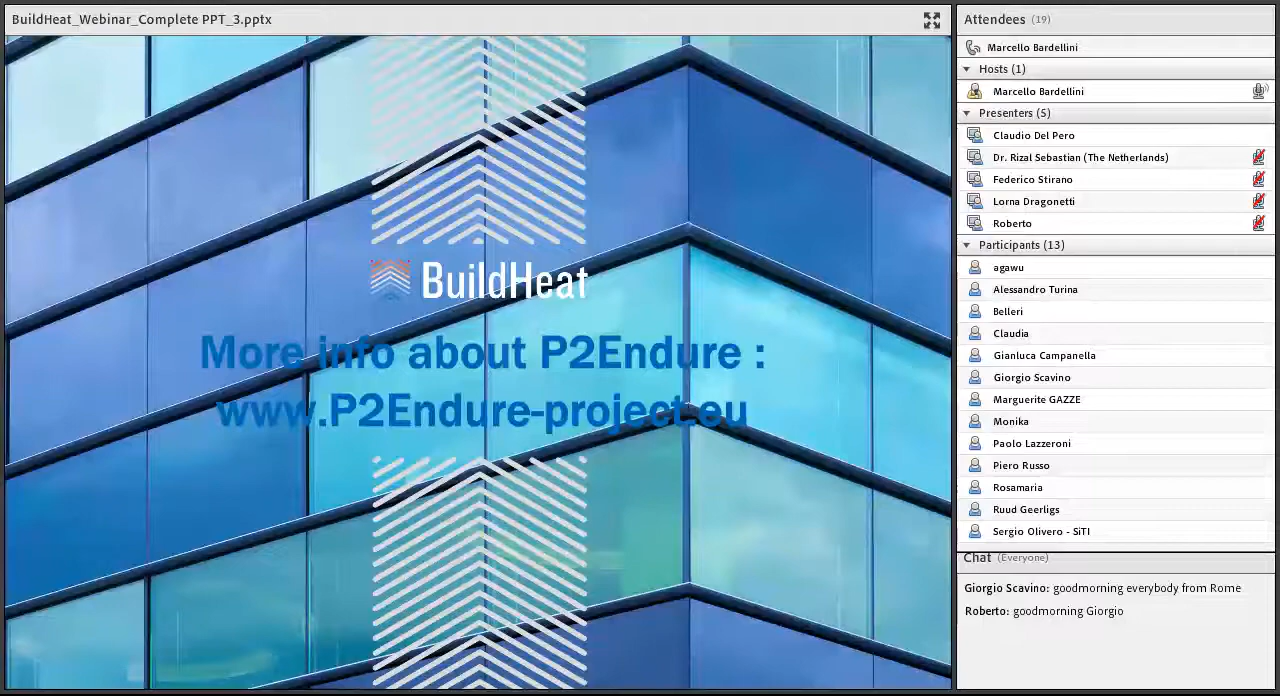 BuildHeat_Webinar_Complete PPT_3.pptx
BuildHeat
More info about P2Endure :
www.P2Endure-project.eu
Attendees (19)
Marcello Bardellini
Hosts (1)
Marcello Bardellini
Presenters (5)
Claudio Del Pero
Dr. Rizal Sebastian (The Netherlands)
Federico Stirano
Lorna Dragonetti
Roberto
Participants (13)
agawu
Alessandro Turina
Belleri
Claudia
Gianluca Campanella
Giorgio Scavino
Marguerite GAZZE
Monika
Paolo Lazzeroni
Piero Russo
Rosamaria
Ruud Geerligs
Sergio Olivero - SiTI
Chat (Everyone)
Giorgio Scavino: goodmorning everybody from Rome
Roberto: goodmorning Giorgio